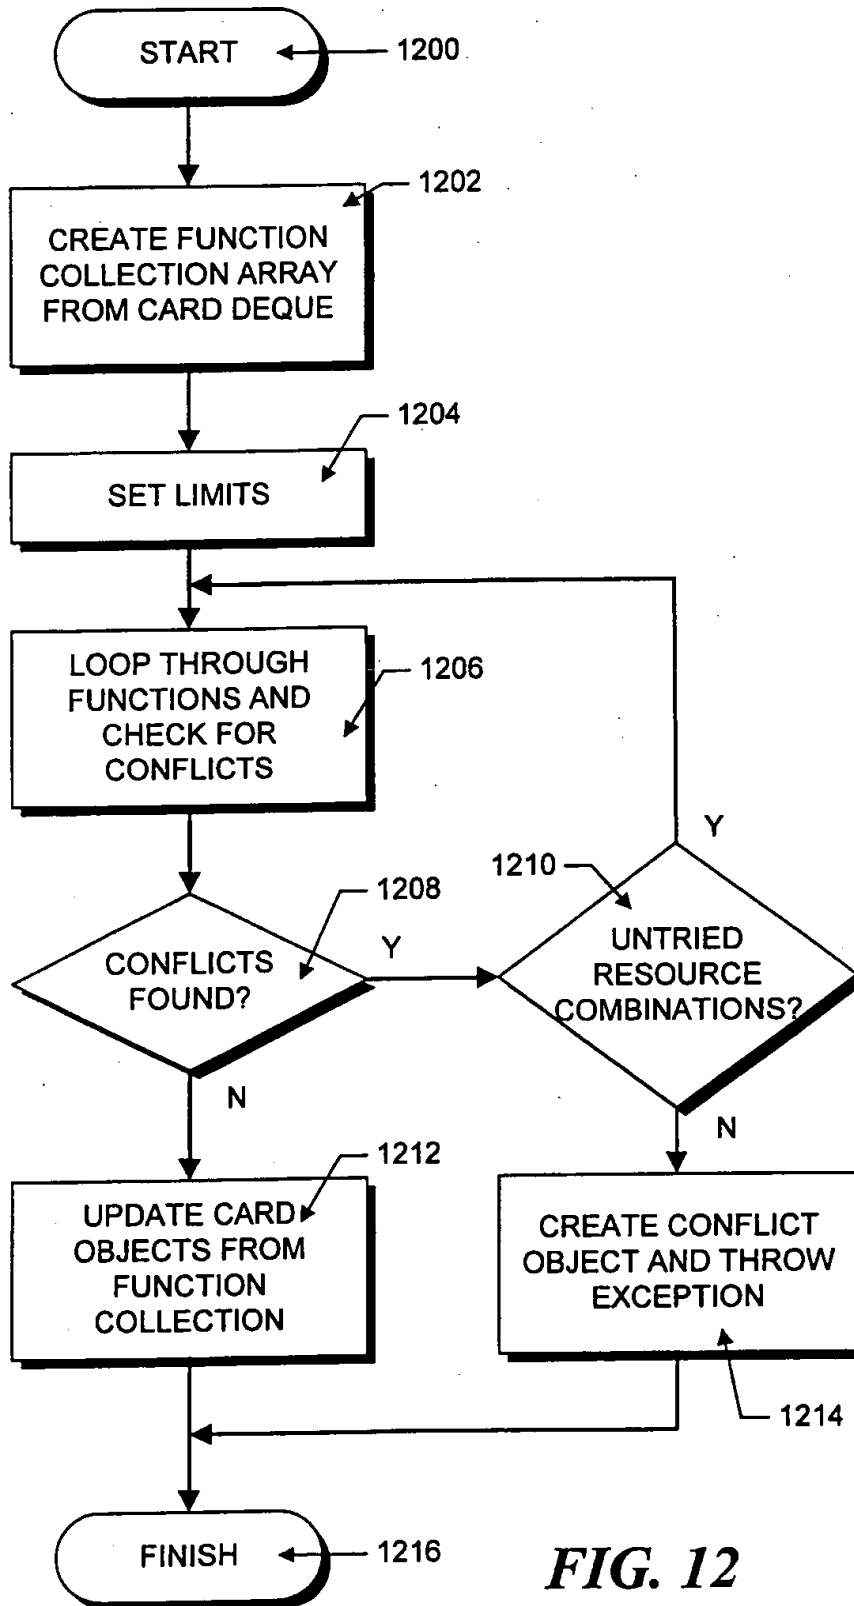 START
1200
1202
CREATE FUNCTION
COLLECTION ARRAY
FROM CARD DEQUE
1204
SET LIMITS
LOOP THROUGH
FUNCTIONS AND
CHECK FOR
CONFLICTS
1206
Y
1210
1208
CONFLICTS
FOUND?
Y
UNTRIED
RESOURCE
COMBINATIONS?
N
N
1212
UPDATE CARD
OBJECTS FROM
FUNCTION
COLLECTION
CREATE CONFLICT
OBJECT AND THROW
EXCEPTION
1214
FINISH
1216
FIG. 12